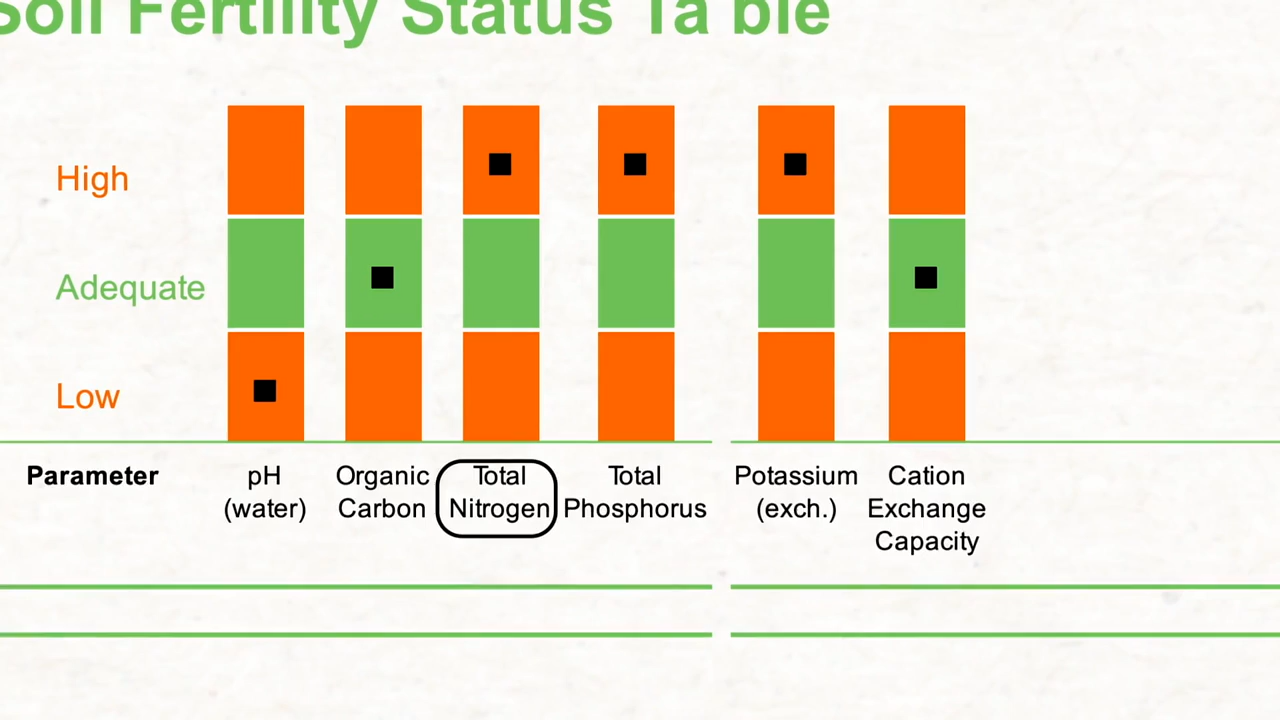 Soil Fertility Status Ta ble
High
Adequate
Low
Parameter
pH
(water)
Organic
Carbon
Total
Nitrogen
Total
Phosphorus
Potassium
(exch.)
Cation
Exchange
Capacity